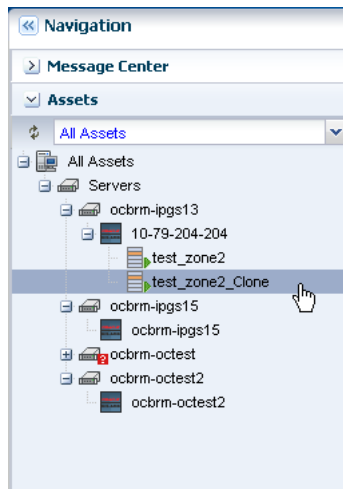 Navigation
Message Center
Assets
All Assets
All Assets
Servers
ocbrm-ipgs13
10-79-204-204
test_zone2
test_zone2_Clone
ocbrm-ipgs15
ocbrm-ipgs15
ocbrm-octest
ocbrm-octest2
ocbrm-octest2